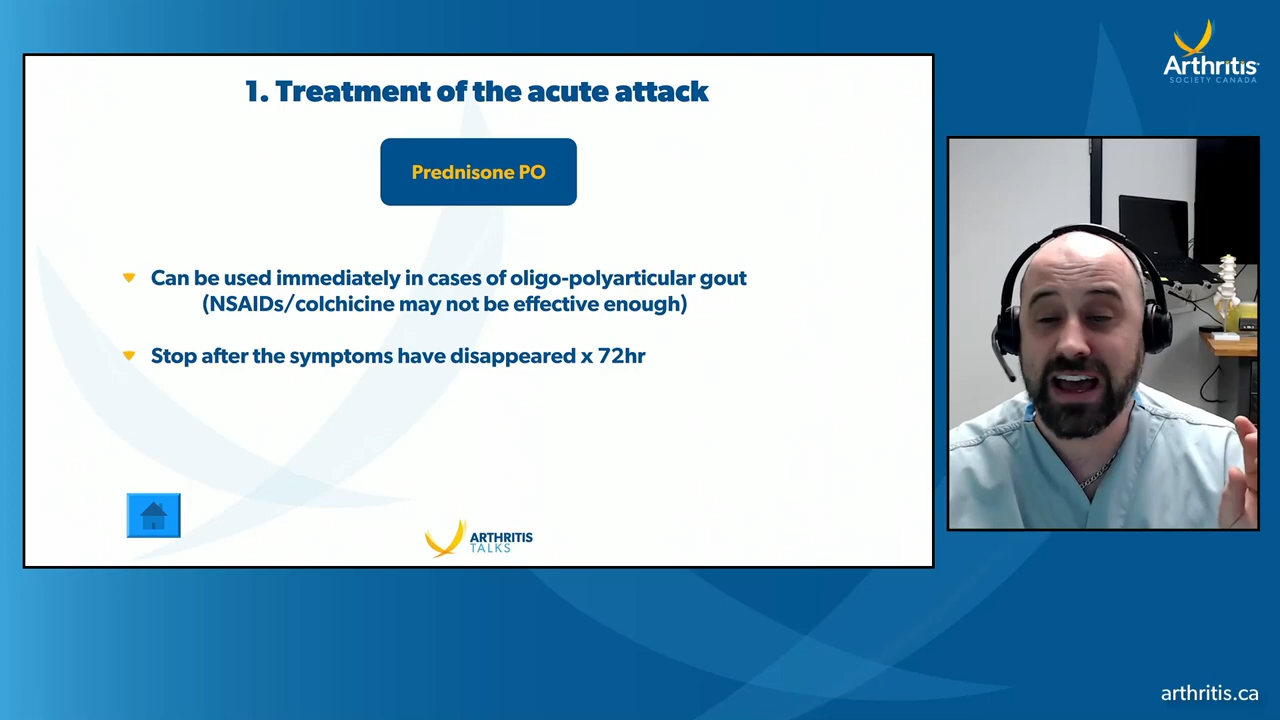 1. Treatment of the acute attack
Prednisone PO
Can be used immediately in cases of oligo-polyarticular gout
(NSAIDs/colchicine may not be effective enough)
Stop after the symptoms have disappeared x 72hr
ARTHRITIS
TALKS
Arthritis
SOCIETY CANADA
arthritis.ca